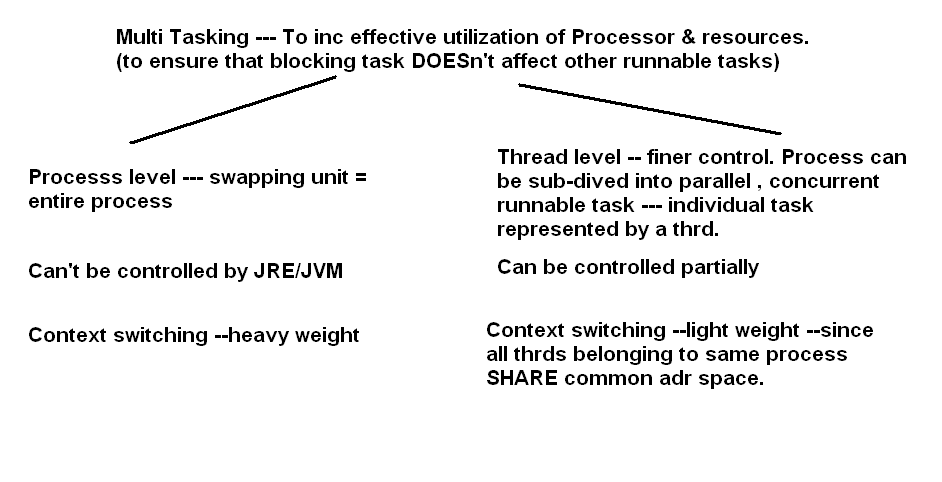 Multi Tasking --- To inc effective utilization of Processor & resources.
(to ensure that blocking task DOESn't affect other runnable tasks)
Processs level --- swapping unit =
entire process
Can't be controlled by JRE/JVM
Context switching --heavy weight
Thread level -- finer control. Process can
be sub-dived into parallel , concurrent
runnable task --- individual task
represented by a thrd.
Can be controlled partially
Context switching --light weight --since
all thrds belonging to same process
SHARE common adr space.